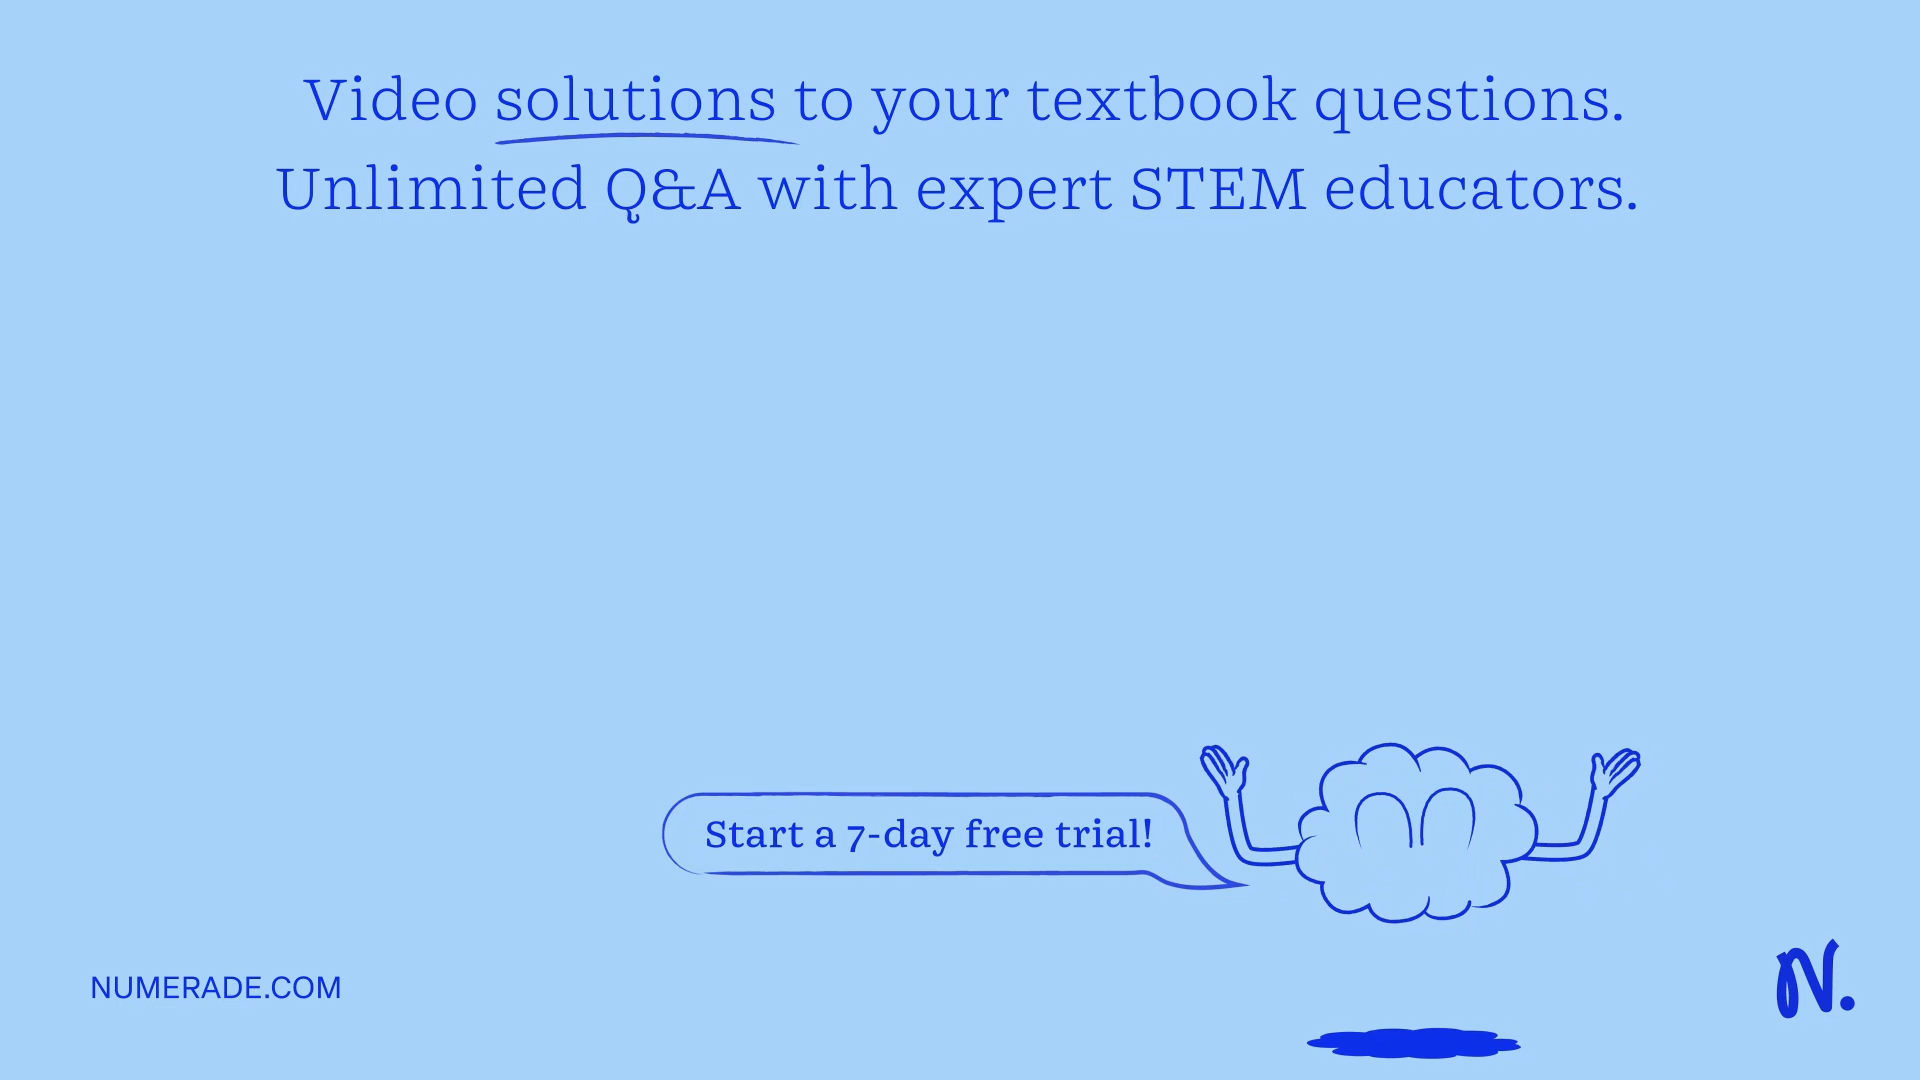 Video solutions to your textbook questions.
Unlimited Q&A with expert STEM educators.
Start a 7-day free trial!
NUMERADE.COM
N.